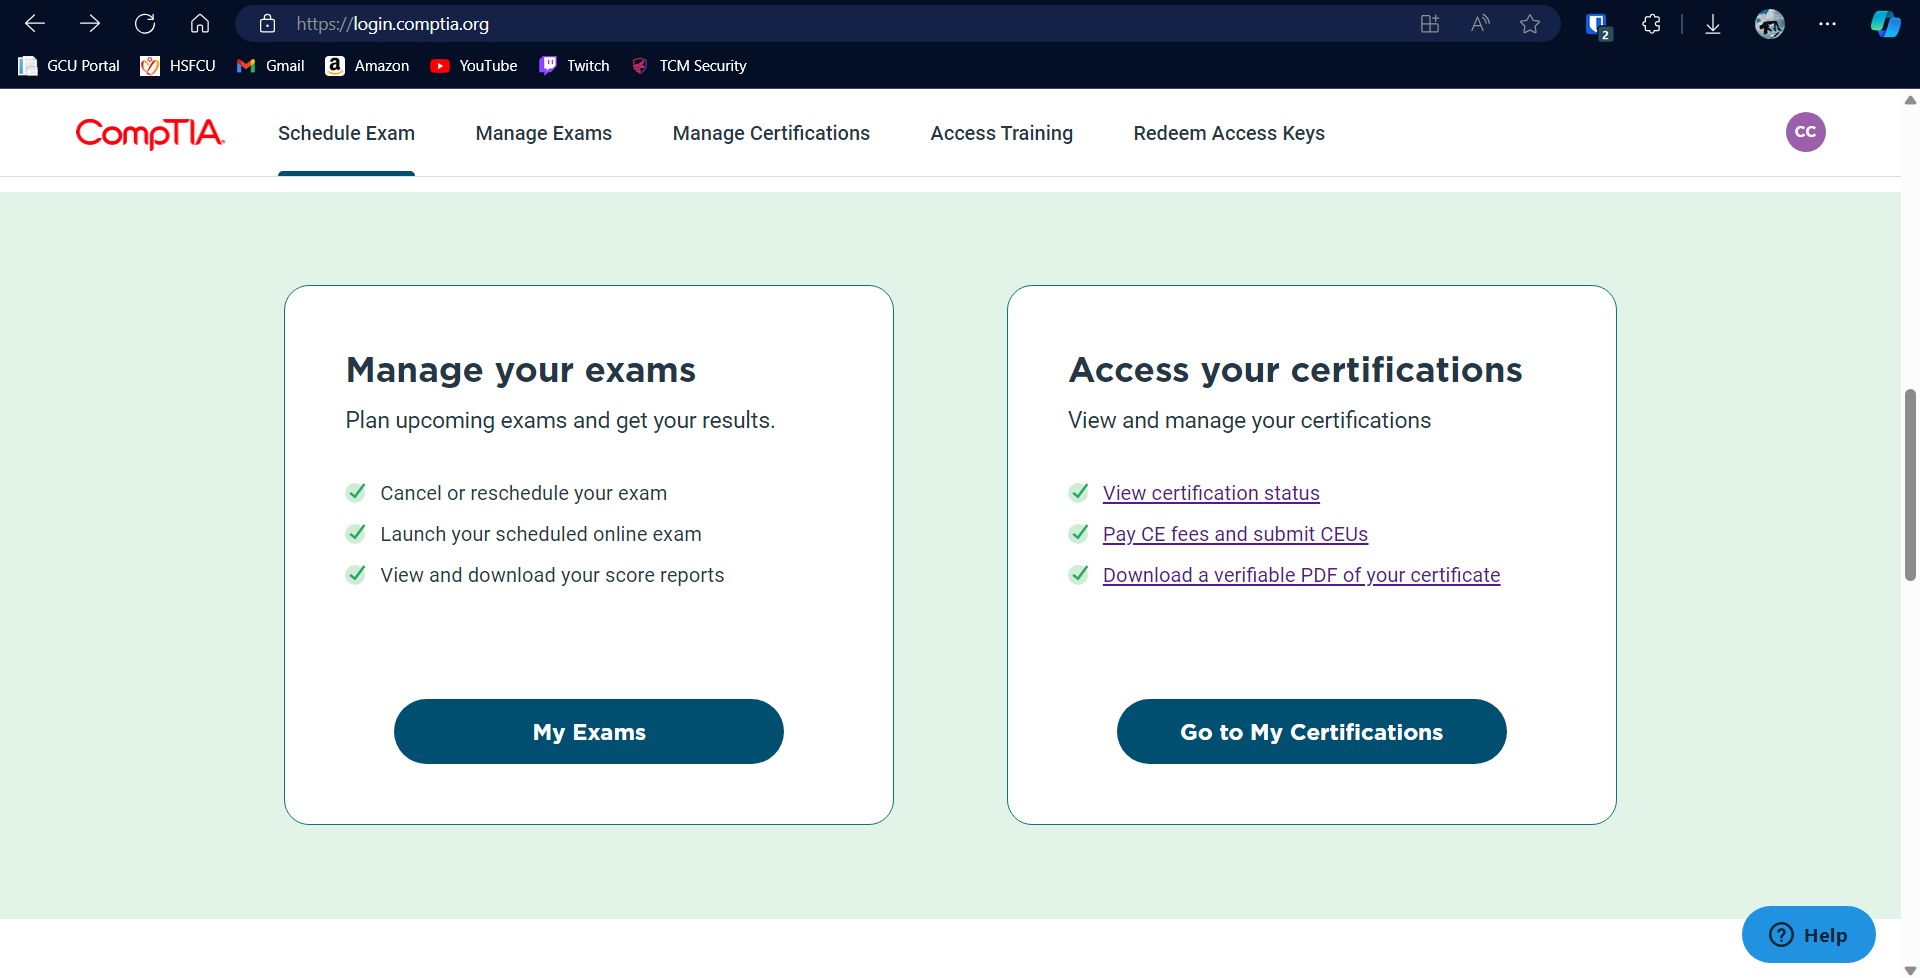 https://login.comptia.org
2
GCU Portal HSFCU Gmail Amazon YouTube Twitch TCM Security
CompTIA. Schedule Exam Manage Exams Manage Certifications Access Training Redeem Access Keys CC
Manage your exams
Plan upcoming exams and get your results.
Cancel or reschedule your exam
Launch your scheduled online exam
View and download your score reports
My Exams
Access your certifications
View and manage your certifications
View certification status
Pay CE fees and submit CEUs
Download a verifiable PDF of your certificate
Go to My Certifications
? Help